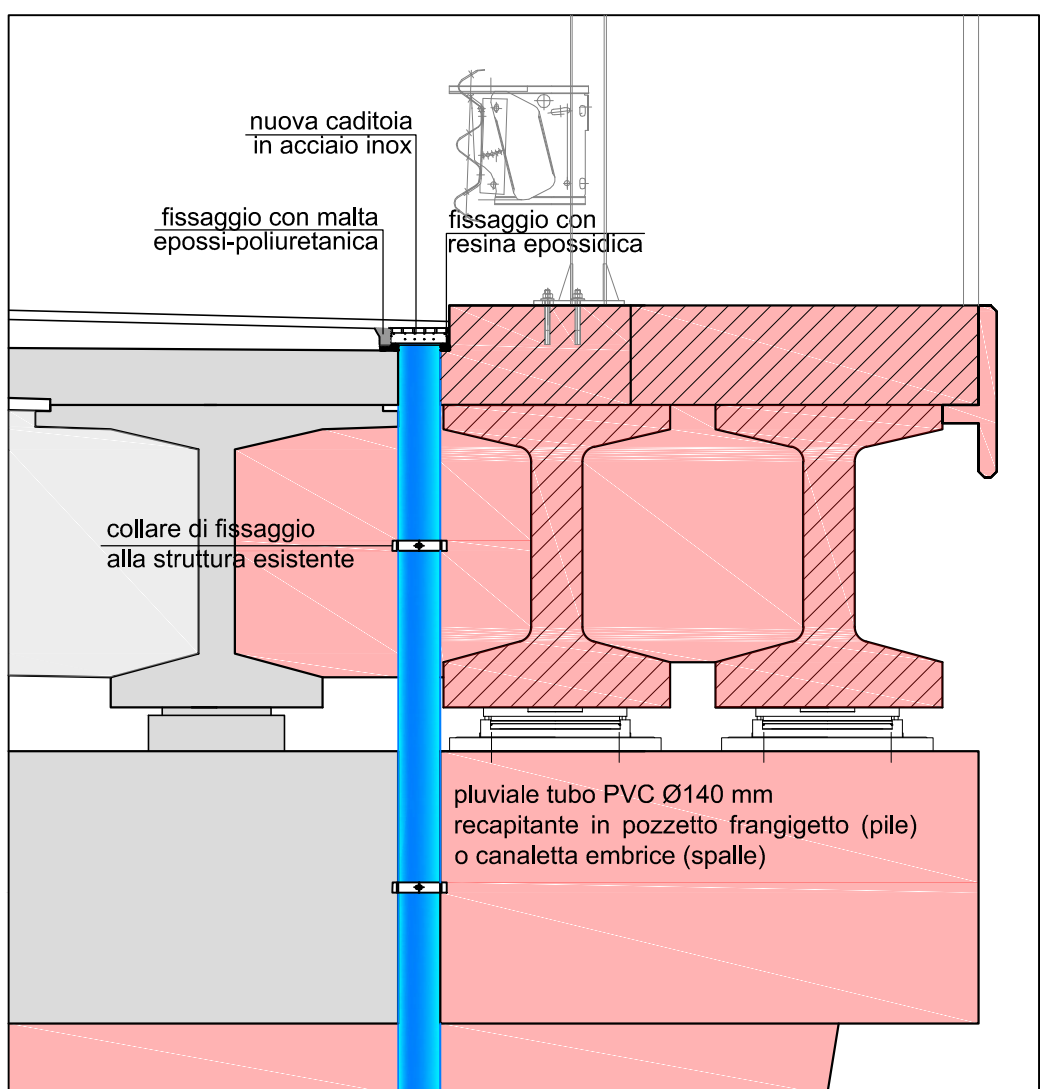 nuova caditoia
in acciaio inox
fissaggio con malta
epossi-poliuretanica
fissaggio con
resina epossidica
collare di fissaggio
alla struttura esistente
pluviale tubo PVC Ø140 mm
recapitante in pozzetto frangigetto (pile)
o canaletta embrice (spalle)